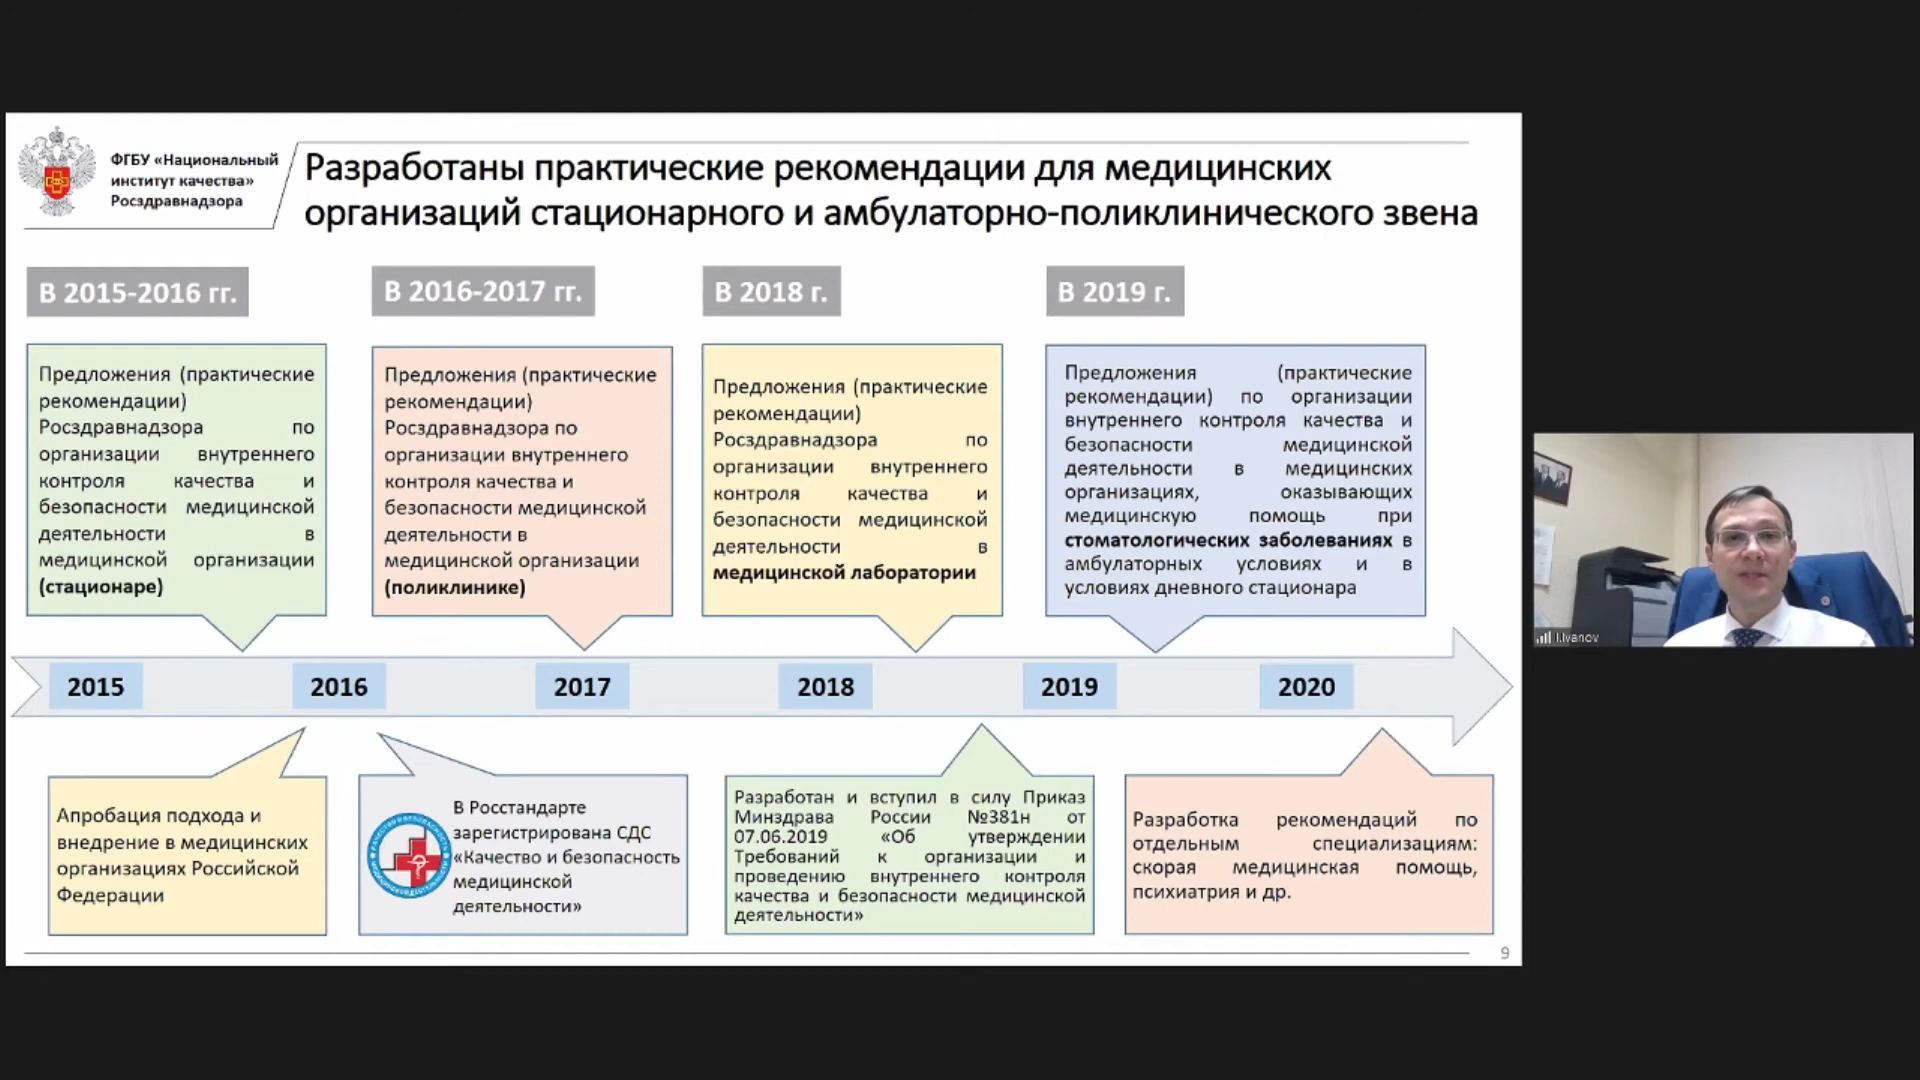 ФГБУ «Национальный
институт качества»
Росздравнадзора
Разработаны практические рекомендации для медицинских
организаций стационарного и амбулаторно-поликлинического звена
В 2015-2016 гг.
В 2016-2017 гг.
В 2018 г.
В 2019 г.
Предложения (практические
рекомендации)
Росздравнадзора по
организации внутреннего
контроля качества и
безопасности медицинской
деятельности в
медицинской организации
(стационаре)
Предложения (практические
рекомендации)
Росздравнадзора по
организации внутреннего
контроля качества и
безопасности медицинской
деятельности в
медицинской организации
(поликлинике)
Предложения (практические
рекомендации)
Росздравнадзора по
организации внутреннего
контроля качества и
безопасности медицинской
деятельности в
медицинской лаборатории
Предложения (практические
рекомендации) по организации
внутреннего контроля качества и
безопасности медицинской
деятельности в медицинских
организациях, оказывающих
медицинскую помощь при
стоматологических заболеваниях в
амбулаторных условиях и в
условиях дневного стационара
2015
2016
2017
2018
2019
2020
Апробация подхода и
внедрение в медицинских
организациях Российской
Федерации
В Росстандарте
зарегистрирована СДС
«Качество и безопасность
медицинской
деятельности»
Разработан и вступил в силу Приказ
Минздрава России №381н от
07.06.2019 «Об утверждении
Требований к организации и
проведению внутреннего контроля
качества и безопасности медицинской
деятельности»
Разработка рекомендаций по
отдельным специализациям:
скорая медицинская помощь,
психиатрия и др.
9
I.Ivanov